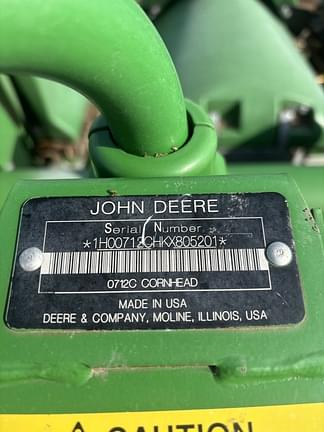 JOHN DEERE
Serial Number
*1H00712CHKX805201*
0712C CORNHEAD
MADE IN USA
DEERE & COMPANY, MOLINE, ILLINOIS, USA
CAUTION